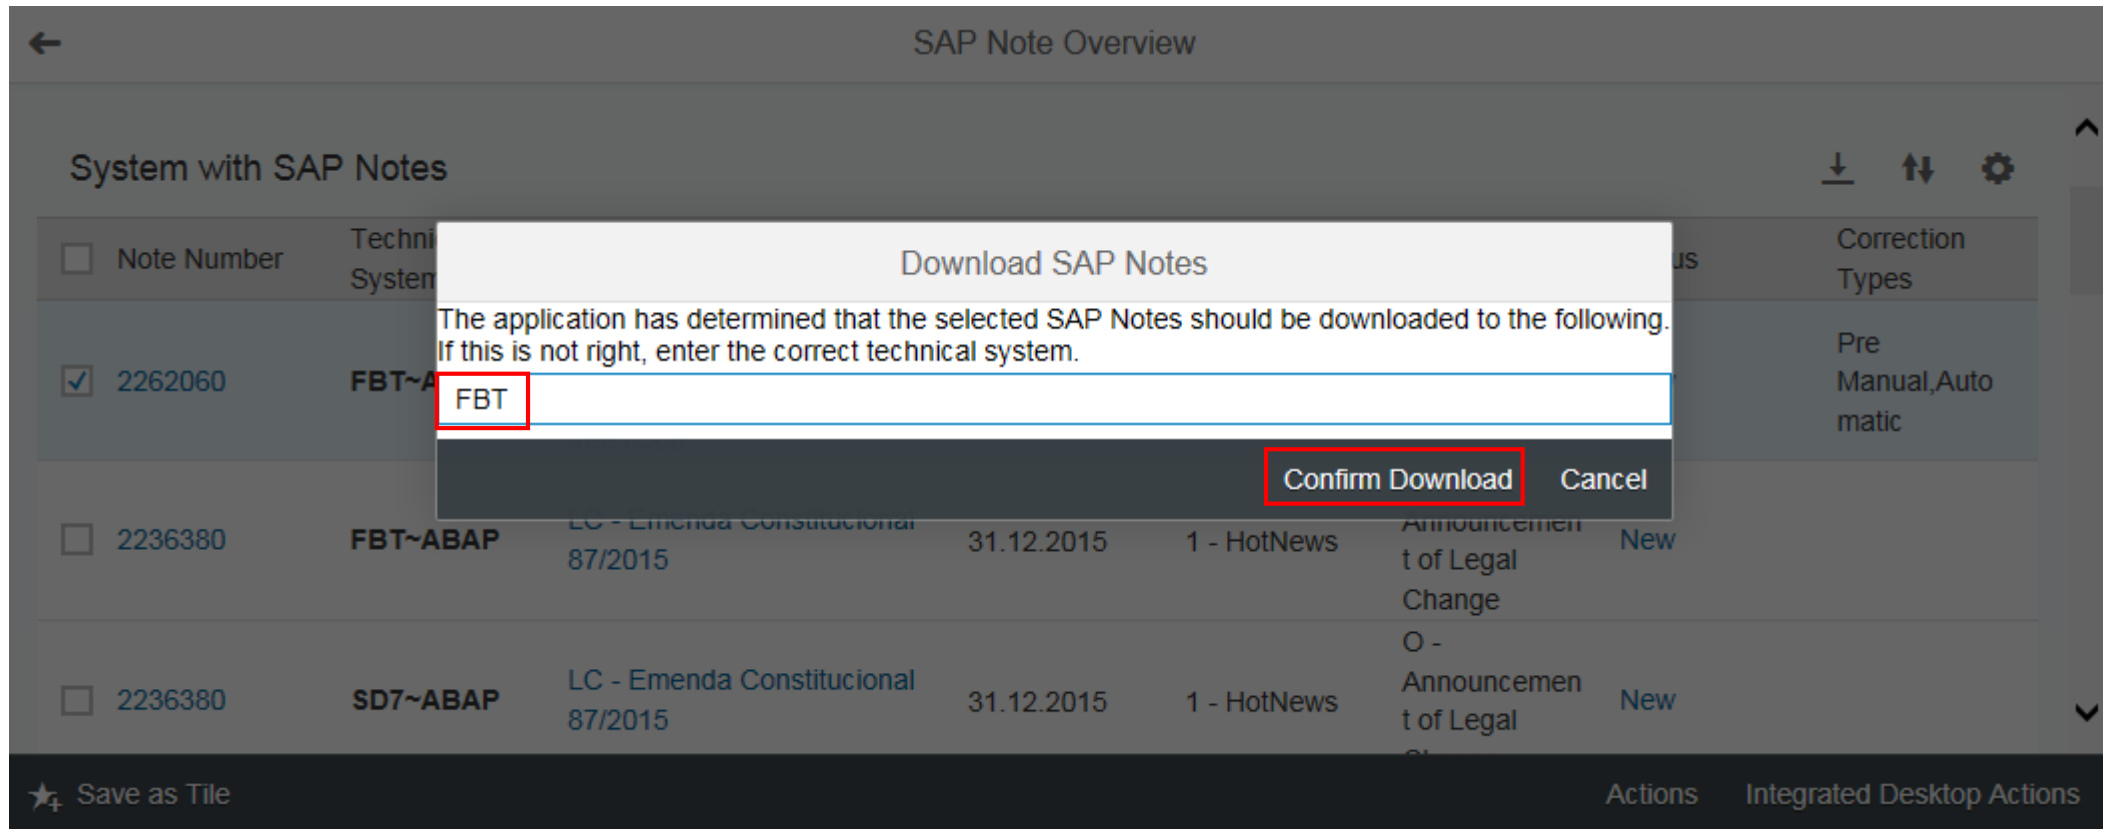 SAP Note Overview
System with SAP Notes
Note Number
Techni
System
us
Correction
Types
Download SAP Notes
The application has determined that the selected SAP Notes should be downloaded to the following.
If this is not right, enter the correct technical system.
FBT
Confirm Download Cancel
2262060 FBT~A
Pre
Manual,Auto
matic
2236380 FBT~ABAP
LC - Emenda Constitucional
87/2015
31.12.2015 1 - HotNews
Announcemen
t of Legal
Change
New
2236380 SD7~ABAP
LC - Emenda Constitucional
87/2015
31.12.2015 1 - HotNews
O -
Announcemen
t of Legal
New
Save as Tile Actions Integrated Desktop Actions